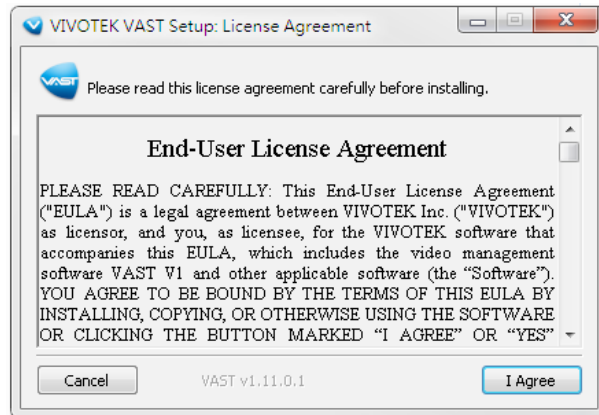 VIVOTEK VAST Setup: License Agreement
VAST
Please read this license agreement carefully before installing.
End-User License Agreement
PLEASE READ CAREFULLY: This End-User License Agreement
("EULA") is a legal agreement between VIVOTEK Inc. ("VIVOTEK")
as licensor, and you, as licensee, for the VIVOTEK software that
accompanies this EULA, which includes the video management
software VAST V1 and other applicable software (the “Software”).
YOU AGREE TO BE BOUND BY THE TERMS OF THIS EULA BY
INSTALLING, COPYING, OR OTHERWISE USING THE SOFTWARE
OR CLICKING THE BUTTON MARKED “I AGREE” OR “YES”
Cancel VAST v1.11.0.1 I Agree